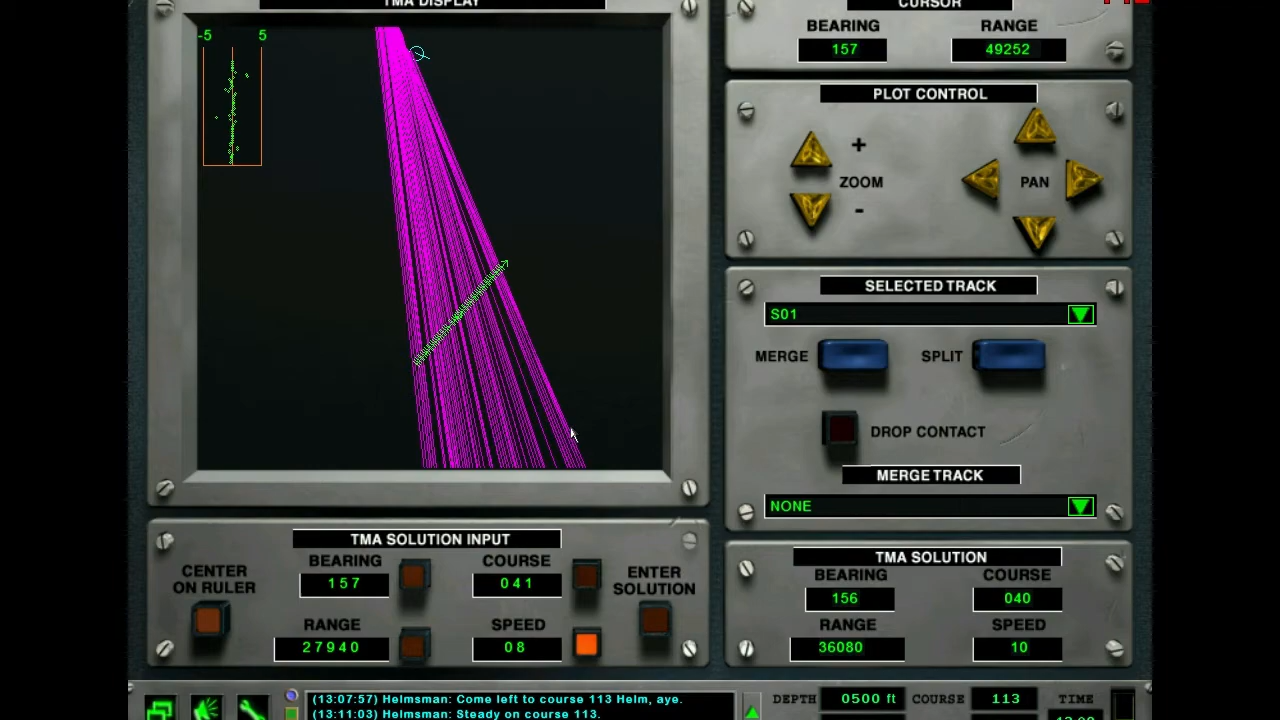 TMA DISPLAY
-5 5
CURSOR
BEARING RANGE
157 49252
PLOT CONTROL
+
ZOOM
-
PAN
SELECTED TRACK
S01
MERGE SPLIT
DROP CONTACT
MERGE TRACK
NONE
TMA SOLUTION INPUT
CENTER
ON RULER
BEARING
157
COURSE
041
ENTER
SOLUTION
RANGE
27940
SPEED
08
TMA SOLUTION
BEARING COURSE
156 040
RANGE SPEED
36080 10
(13:07:57) Helmsman: Come left to course 113 Helm, aye.
(13:11:03) Helmsman: Steady on course 113.
DEPTH 0500 ft COURSE 113 TIME